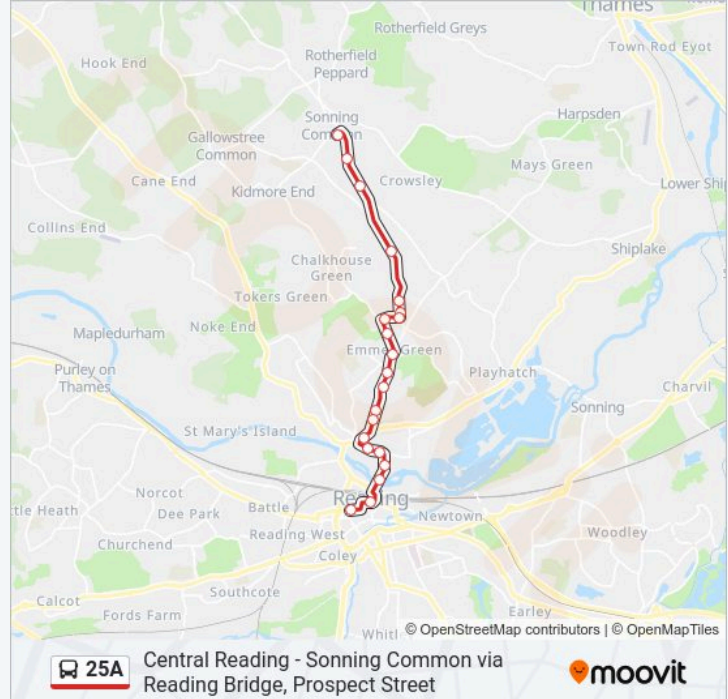 Thames
Rotherfield Greys
Town Rod Eyot
Hook End
Rotherfield
Peppard
Sonning
Common
Harpsden
Gallowstree
Common
Mays Green
Cane End
Crowsley
Kidmore End
Lower Ship
Collins End
Shiplake
Chalkhouse
Green
Tokers Green
Noke End
Mapledurham
Emmer Green
Purley on
Thames
Playhatch
Charvil
Sonning
St Mary's Island
Norcot
Reading
ttle Heath
Dee Park
Battle
Newtown
Reading West
Woodley
Churchend
Coley
Southcote
Calcot
Earley
Fords Farm
Whitl
© OpenStreetMap contributors | © OpenMapTiles
25A
Central Reading - Sonning Common via
Reading Bridge, Prospect Street
moovit